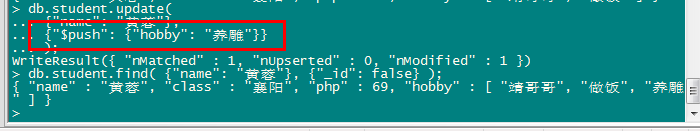 > db.student.update(
... {"name": "黄蓉"},
... {"$push": {"hobby": "养雕"}}
... );
WriteResult({ "nMatched" : 1, "nUpserted" : 0, "nModified" : 1 })
> db.student.find( {"name": "黄蓉"}, {"_id": false} );
{ "name" : "黄蓉", "class" : "襄阳", "php" : 69, "hobby" : [ "靖哥哥", "做饭", "养雕
" ] }
>